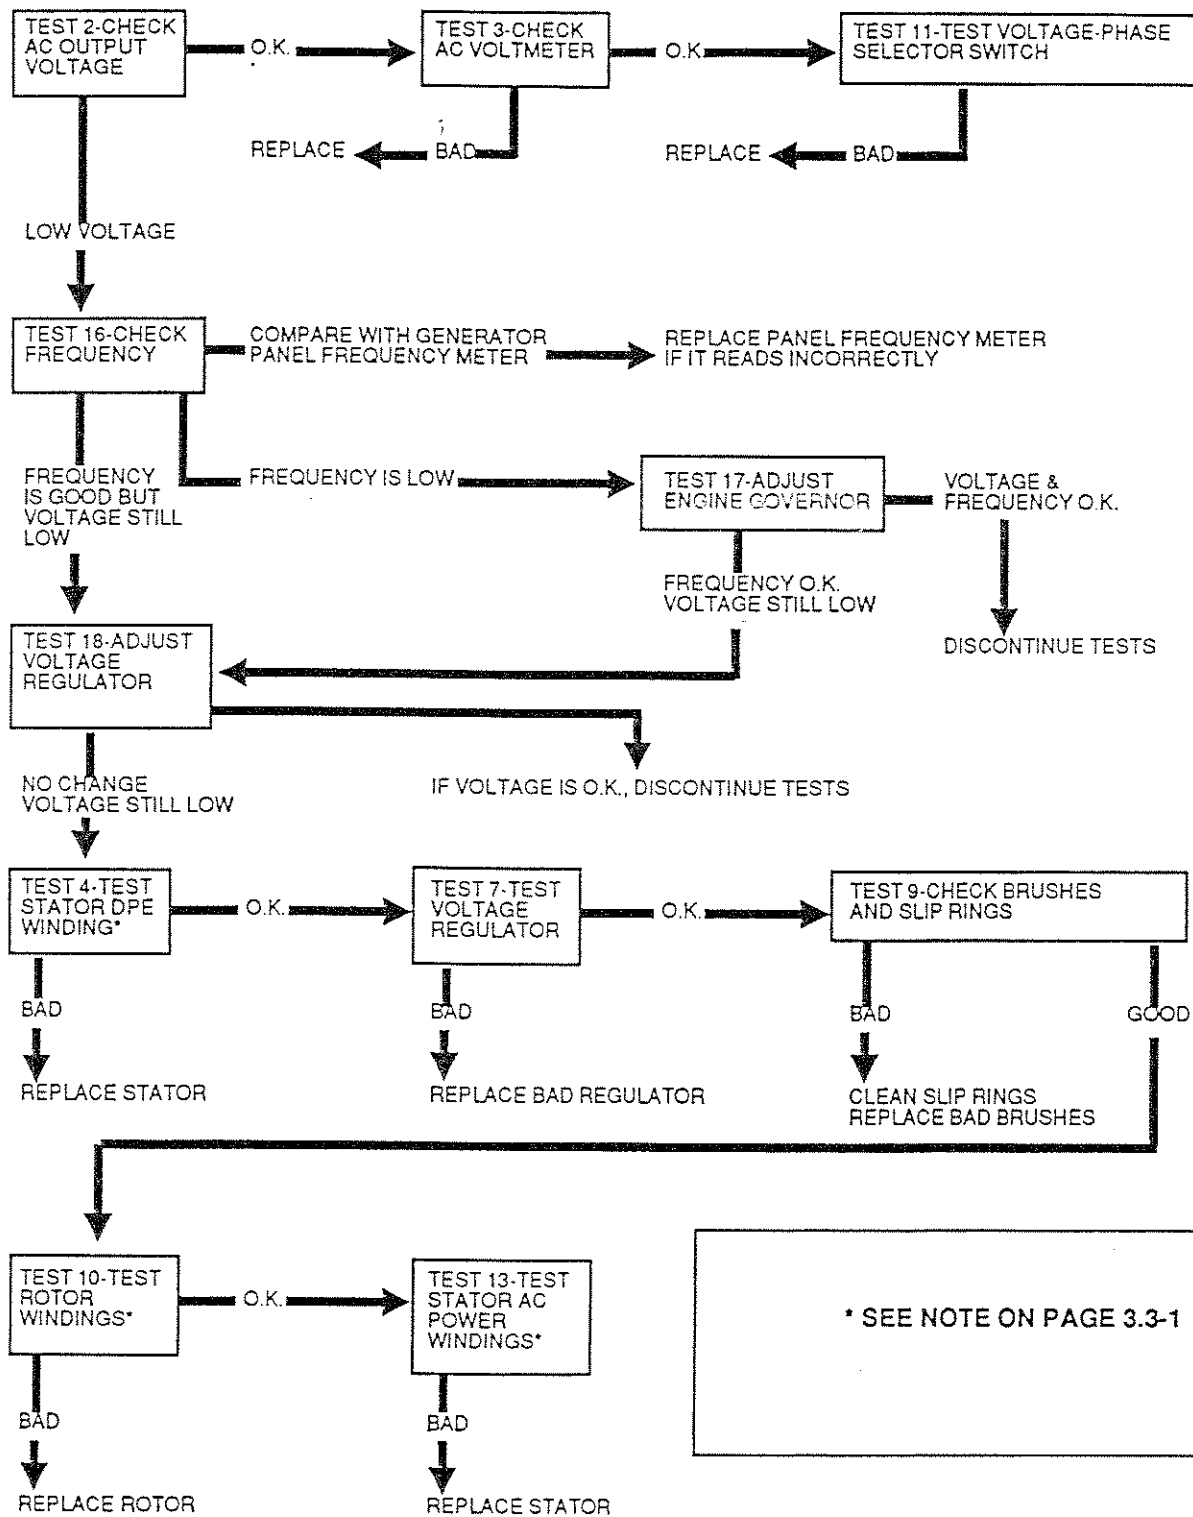 TEST 2-CHECK
AC OUTPUT
VOLTAGE
O.K.
TEST 3-CHECK
AC VOLTMETER
O.K.
TEST 11-TEST VOLTAGE-PHASE
SELECTOR SWITCH
REPLACE
BAD
REPLACE
BAD
LOW VOLTAGE
TEST 16-CHECK
FREQUENCY
COMPARE WITH GENERATOR
PANEL FREQUENCY METER
REPLACE PANEL FREQUENCY METER
IF IT READS INCORRECTLY
FREQUENCY
IS GOOD BUT
VOLTAGE STILL
LOW
FREQUENCY IS LOW
TEST 17-ADJUST
ENGINE GOVERNOR
VOLTAGE &
FREQUENCY O.K.
FREQUENCY O.K.
VOLTAGE STILL LOW
DISCONTINUE TESTS
TEST 18-ADJUST
VOLTAGE
REGULATOR
NO CHANGE
VOLTAGE STILL LOW
IF VOLTAGE IS O.K., DISCONTINUE TESTS
TEST 4-TEST
STATOR DPE
WINDING*
O.K.
TEST 7-TEST
VOLTAGE
REGULATOR
O.K.
TEST 9-CHECK BRUSHES
AND SLIP RINGS
BAD
BAD
BAD
GOOD
REPLACE STATOR
REPLACE BAD REGULATOR
CLEAN SLIP RINGS
REPLACE BAD BRUSHES
TEST 10-TEST
ROTOR
WINDINGS*
O.K.
TEST 13-TEST
STATOR AC
POWER
WINDINGS*
* SEE NOTE ON PAGE 3.3-1
BAD
BAD
REPLACE ROTOR
REPLACE STATOR